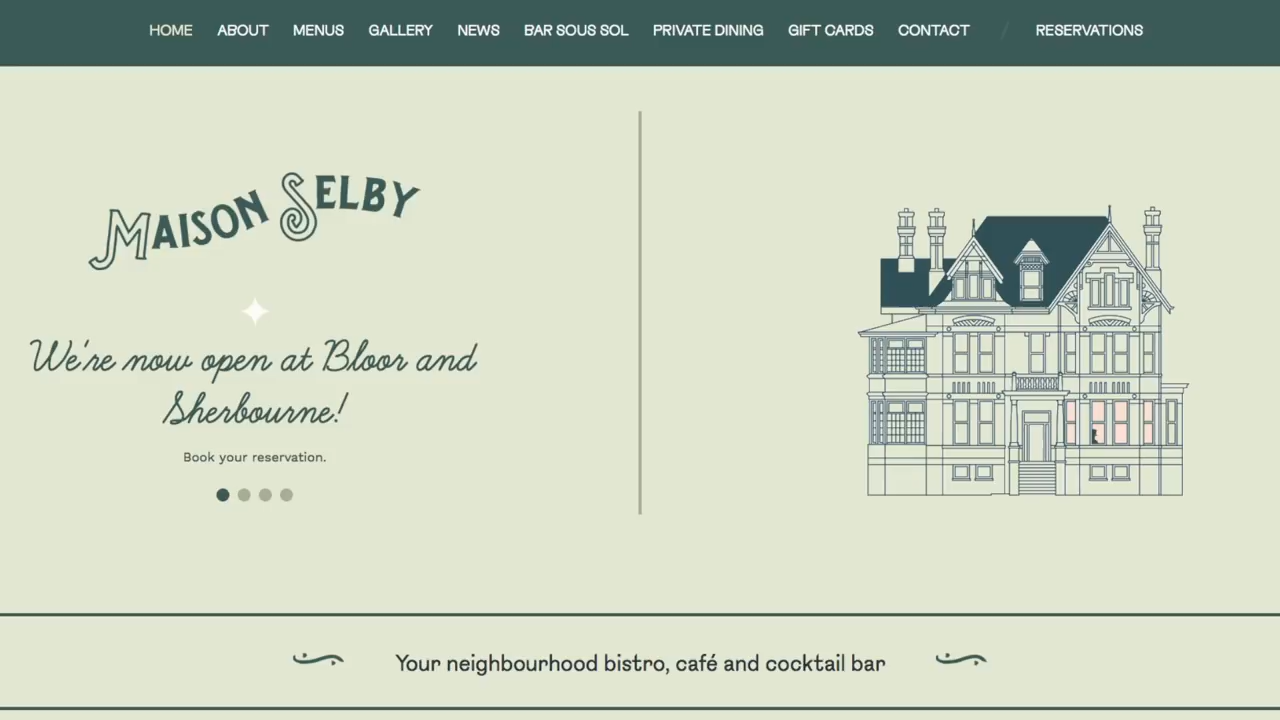 HOME ABOUT MENUS GALLERY NEWS BAR SOUS SOL PRIVATE DINING GIFT CARDS CONTACT / RESERVATIONS
MAISON SELBY
We're now open at Bloor and
Sherbourne!
Book your reservation.
Your neighbourhood bistro, café and cocktail bar